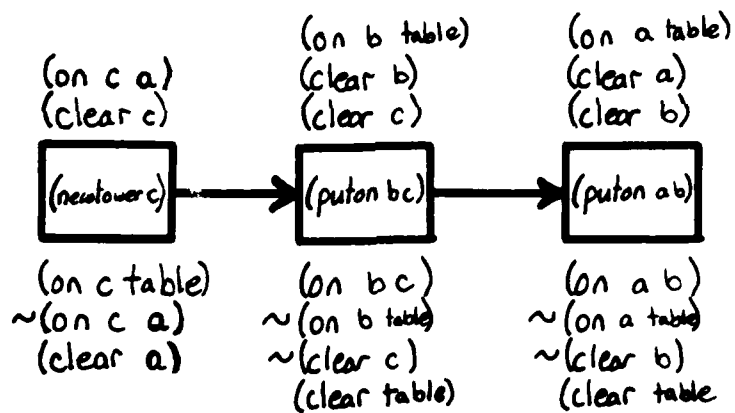 (on c a)
(clear c)
(newtower c)
(on c table)
~(on c a)
(clear a)
(on b table)
(clear b)
(clear c)
(puton b c)
(on b c)
~(on b table)
~(clear c)
(clear table)
(on a table)
(clear a)
(clear b)
(puton a b)
(on a b)
~(on a table)
~(clear b)
(clear table